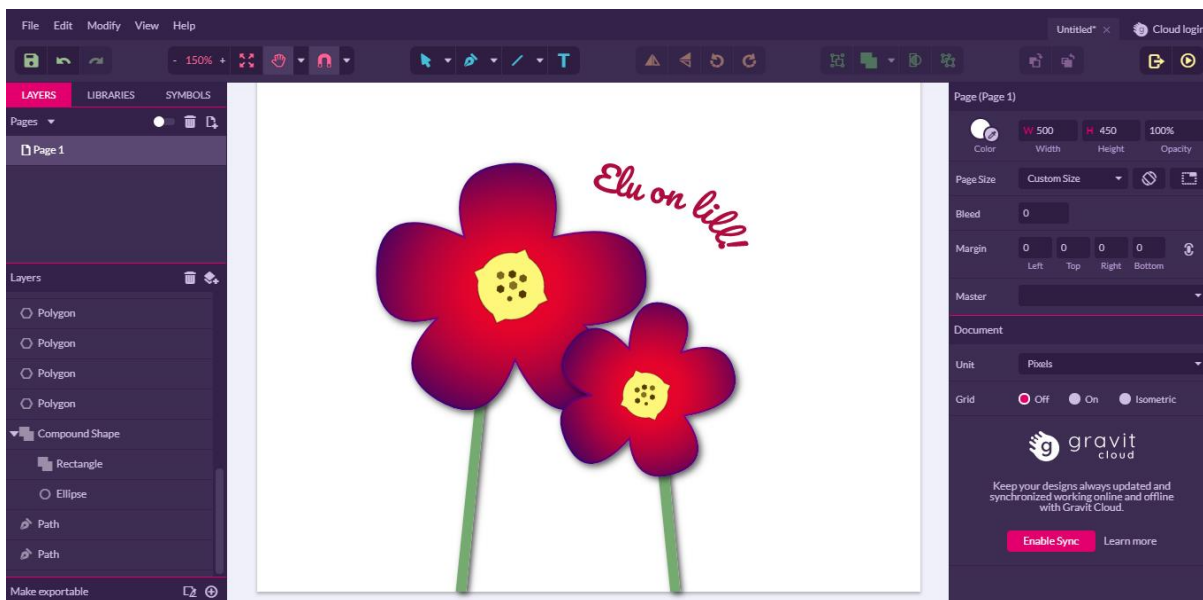 File Edit Modify View Help
Untitled* × Cloud login
- 150% +
T
LAYERS LIBRARIES SYMBOLS
Pages
Page 1
Layers
Polygon
Polygon
Polygon
Polygon
Compound Shape
Rectangle
Ellipse
Path
Path
Make exportable
Elu on lill!
Page (Page 1)
W 500 H 450 100%
Color Width Height Opacity
Page Size Custom Size
Bleed 0
Margin 0 0 0 0
Left Top Right Bottom
Master
Document
Unit Pixels
Grid Off On Isometric
g gravit
cloud
Keep your designs always updated and
synchronized working online and offline
with Gravit Cloud.
Enable Sync Learn more